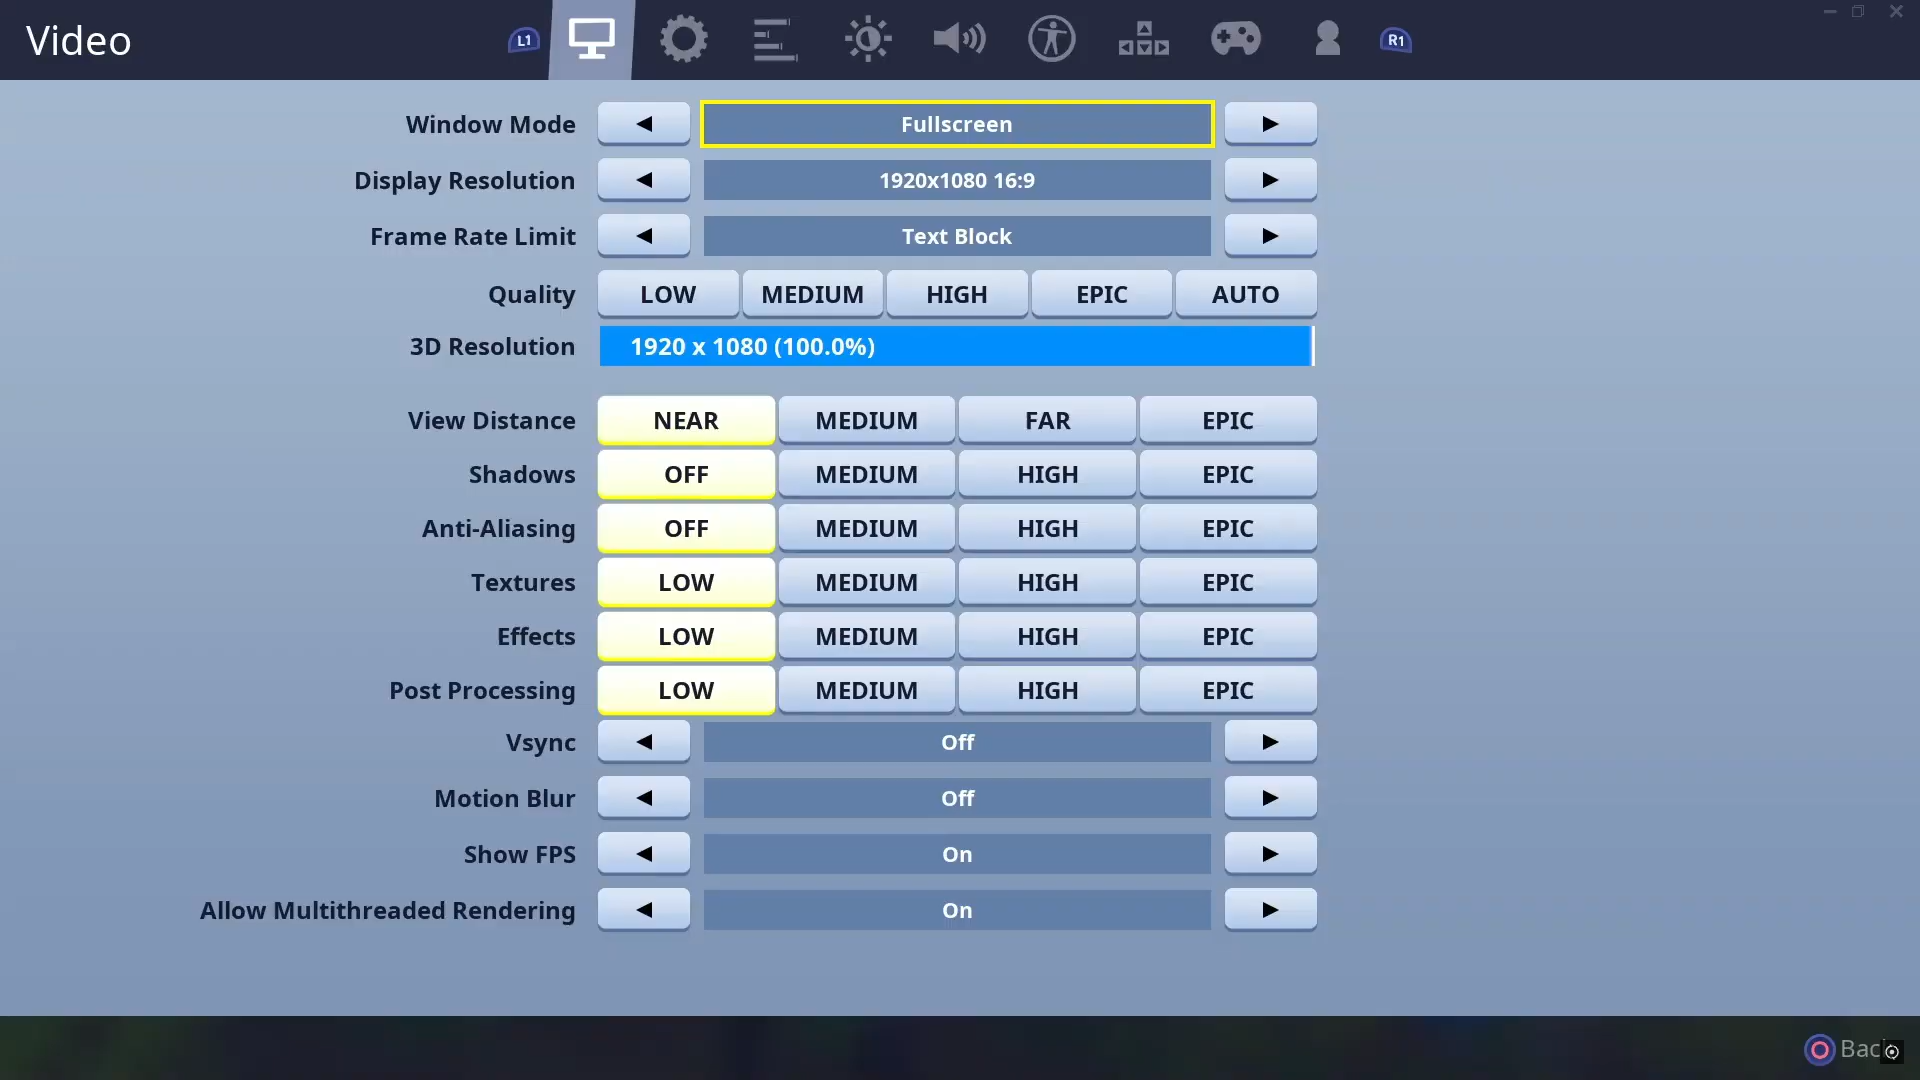 Video L1 R1
Window Mode Fullscreen
Display Resolution 1920x1080 16:9
Frame Rate Limit Text Block
Quality LOW MEDIUM HIGH EPIC AUTO
3D Resolution 1920 x 1080 (100.0%)
View Distance NEAR MEDIUM FAR EPIC
Shadows OFF MEDIUM HIGH EPIC
Anti-Aliasing OFF MEDIUM HIGH EPIC
Textures LOW MEDIUM HIGH EPIC
Effects LOW MEDIUM HIGH EPIC
Post Processing LOW MEDIUM HIGH EPIC
Vsync Off
Motion Blur Off
Show FPS On
Allow Multithreaded Rendering On